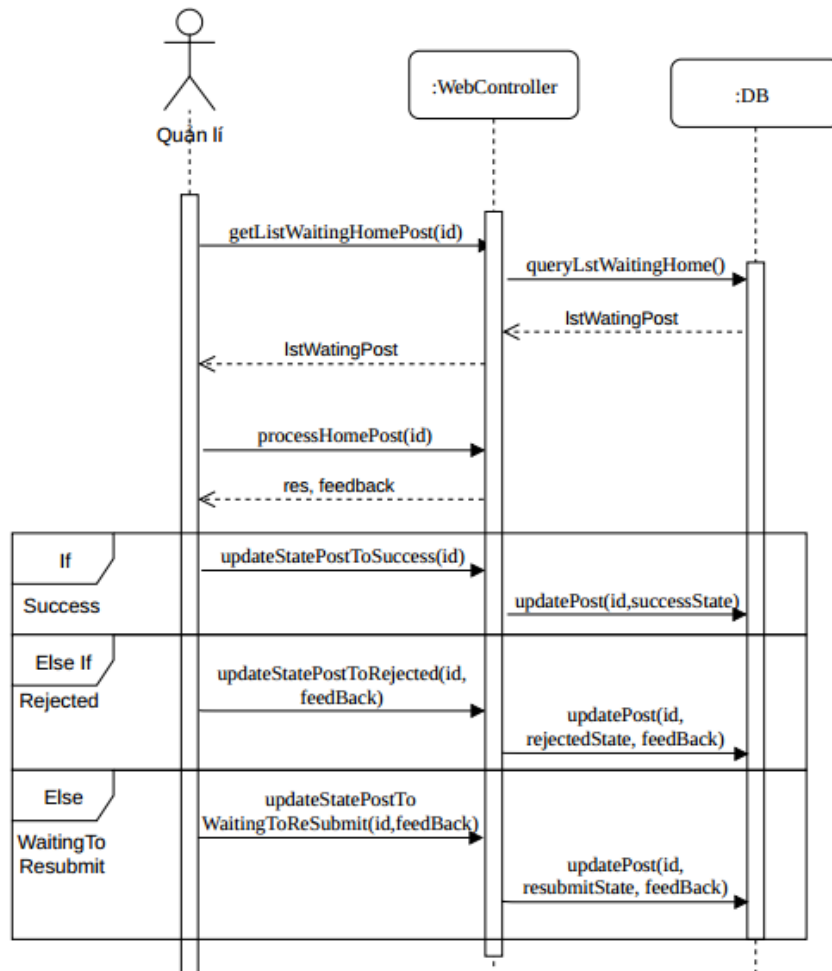 :WebController
:DB
Quản lí
getListWaitingHomePost(id)
queryLstWaitingHome()
lstWatingPost
lstWatingPost
processHomePost(id)
res, feedback
If
updateStatePostToSuccess(id)
Success
updatePost(id,successState)
Else If
updateStatePostToRejected(id,
feedBack)
Rejected
updatePost(id,
rejectedState, feedBack)
Else
updateStatePostTo
WaitingToReSubmit(id,feedBack)
WaitingTo
Resubmit
updatePost(id,
resubmitState, feedBack)